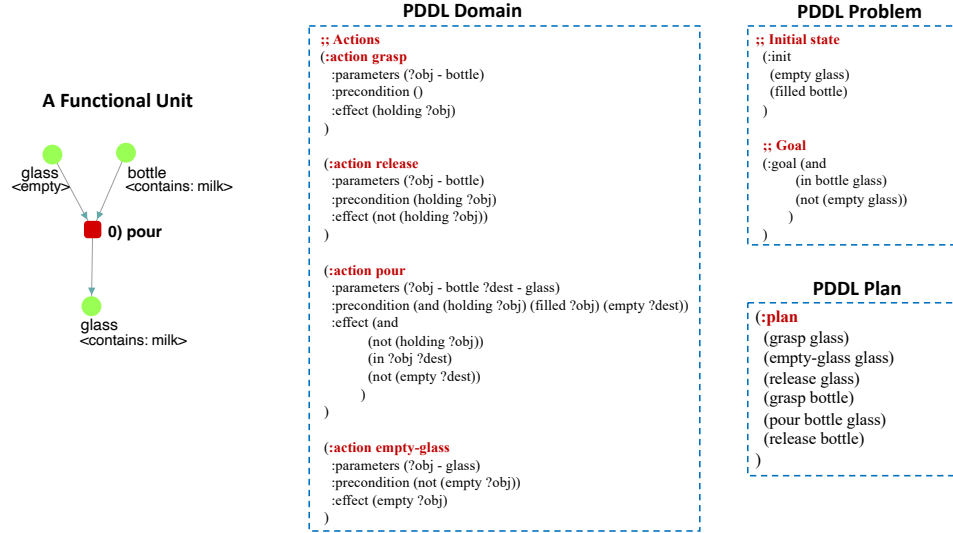 A Functional Unit
glass
<empty>
bottle
<contains: milk>
0) pour
glass
<contains: milk>
PDDL Domain
;; Actions
(:action grasp
:parameters (?obj - bottle)
:precondition ()
:effect (holding ?obj)
)
(:action release
:parameters (?obj - bottle)
:precondition (holding ?obj)
:effect (not (holding ?obj))
)
(:action pour
:parameters (?obj - bottle ?dest - glass)
:precondition (and (holding ?obj) (filled ?obj) (empty ?dest))
:effect (and
(not (holding ?obj))
(in ?obj ?dest)
(not (empty ?dest))
)
)
(:action empty-glass
:parameters (?obj - glass)
:precondition (not (empty ?obj))
:effect (empty ?obj)
)
PDDL Problem
;; Initial state
(:init
(empty glass)
(filled bottle)
)
;; Goal
(:goal (and
(in bottle glass)
(not (empty glass))
)
)
PDDL Plan
(:plan
(grasp glass)
(empty-glass glass)
(release glass)
(grasp bottle)
(pour bottle glass)
(release bottle)
)